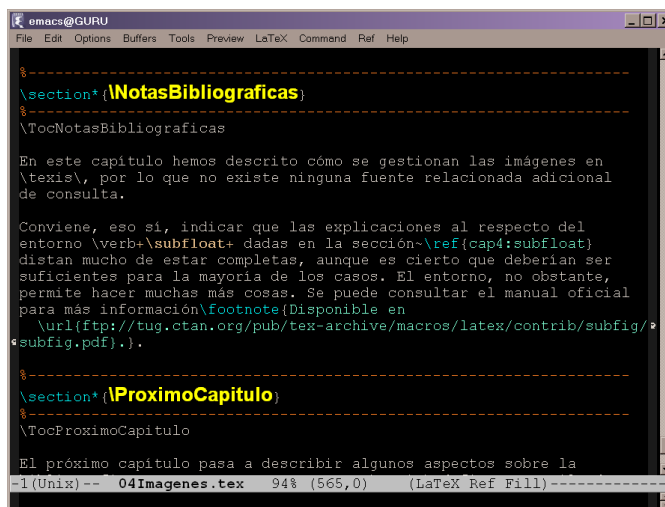 emacs@GURU
File Edit Options Buffers Tools Preview LaTeX Command Ref Help
%------------------------------------------------------------
\section*{\NotasBibliograficas}
%------------------------------------------------------------
\TocNotasBibliograficas
En este capítulo hemos descrito cómo se gestionan las imágenes en
\texis\, por lo que no existe ninguna fuente relacionada adicional
de consulta.
Conviene, eso sí, indicar que las explicaciones al respecto del
entorno \verb+\subfloat+ dadas en la sección~\ref{cap4:subfloat}
distan mucho de estar completas, aunque es cierto que deberían ser
suficientes para la mayoría de los casos. El entorno, no obstante,
permite hacer muchas más cosas. Se puede consultar el manual oficial
para más información\footnote{Disponible en
\url{ftp://tug.ctan.org/pub/tex-archive/macros/latex/contrib/subfig/
subfig.pdf}.}.
%------------------------------------------------------------
\section*{\ProximoCapitulo}
%------------------------------------------------------------
\TocProximoCapitulo
El próximo capítulo pasa a describir algunos aspectos sobre la
-1(Unix)-- 04Imagenes.tex 94% (565,0) (LaTeX Ref Fill)-------------